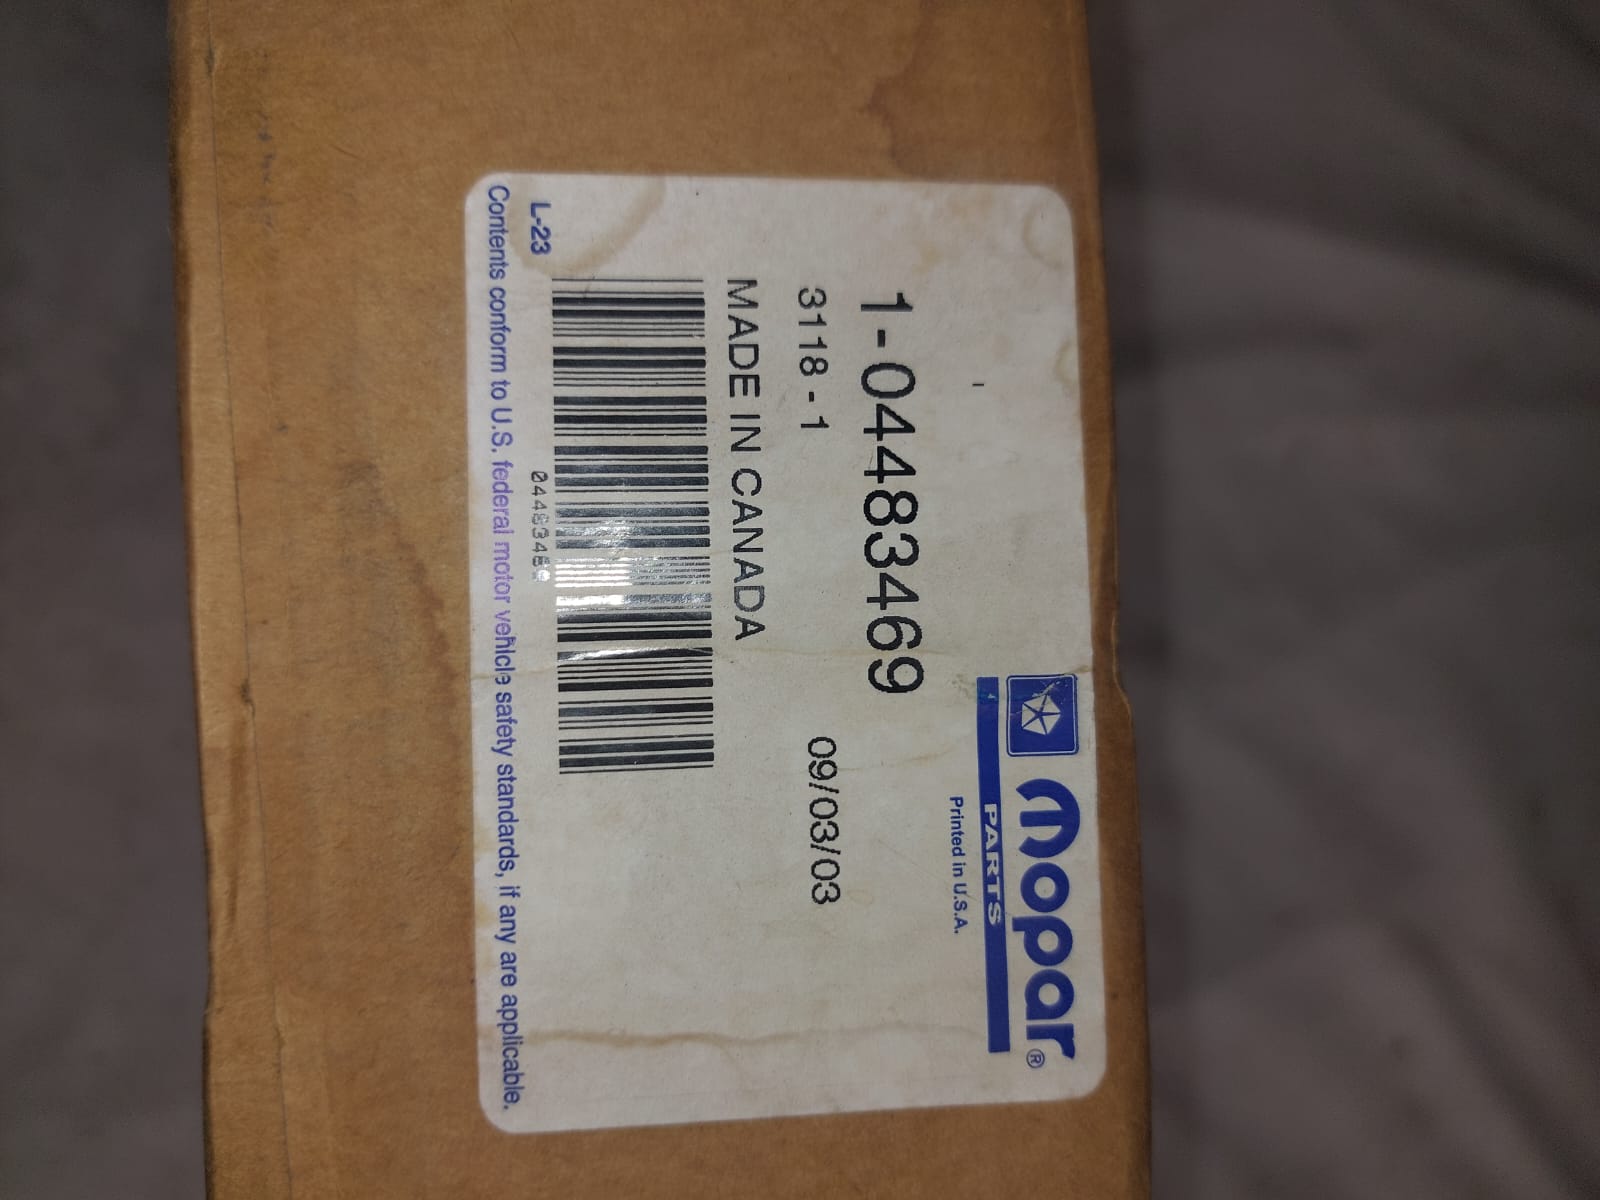 mopar®
PARTS
Printed in U.S.A.
1-04483469
3118 - 1 09/03/03
MADE IN CANADA
04483469
L-23
Contents conform to U.S. federal motor vehicle safety standards, if any are applicable.